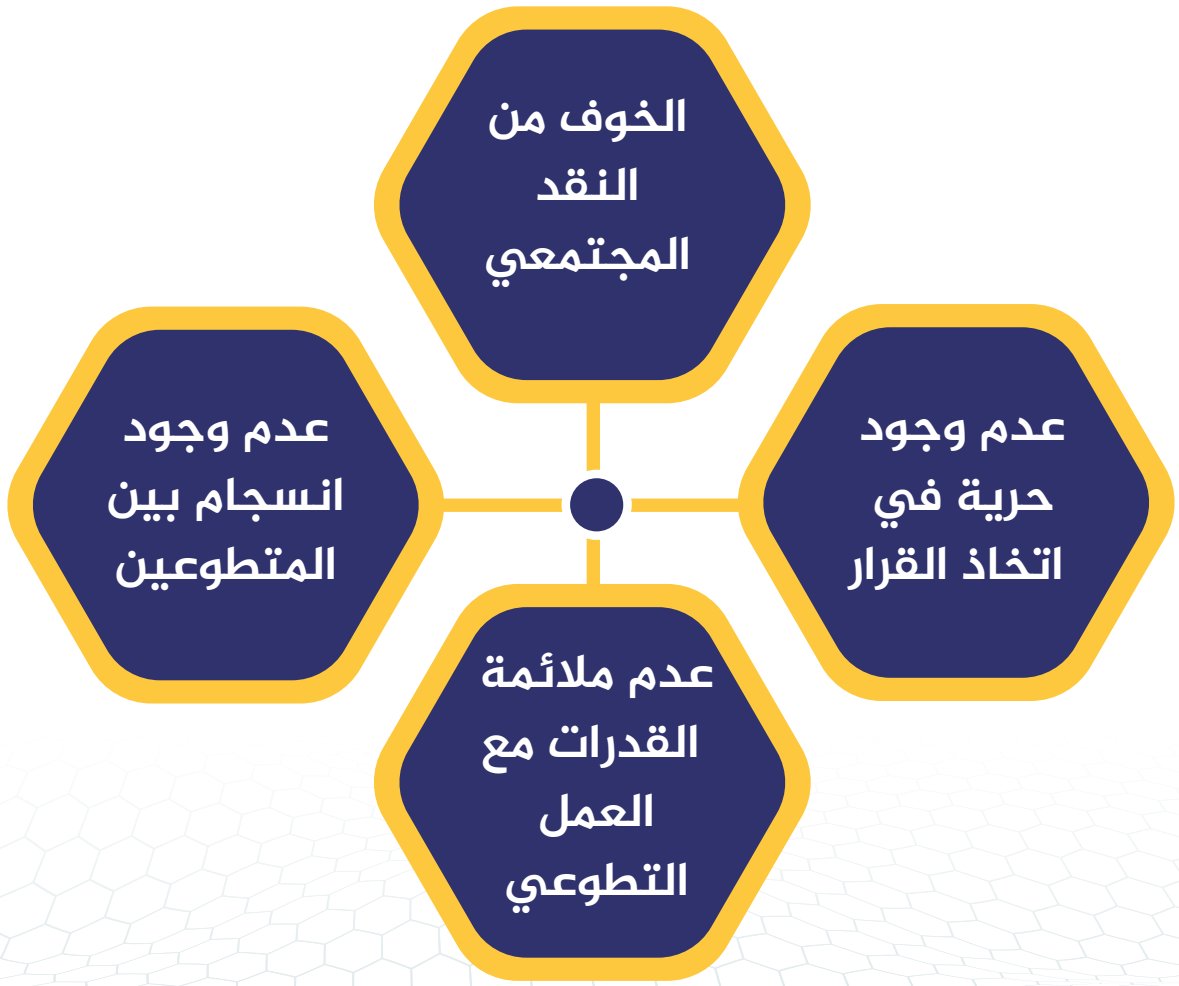 الخوف من
النقد
المجتمعي
عدم وجود
حرية في
اتخاذ القرار
عدم وجود
انسجام بين
المتطوعين
عدم ملائمة
القدرات مع
العمل
التطوعي